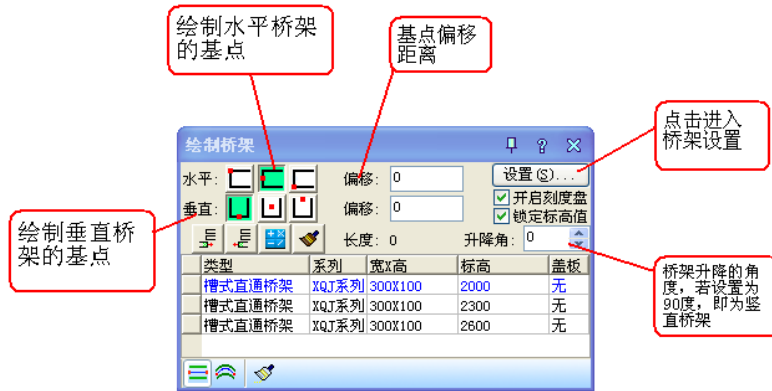 绘制水平桥架
的基点
基点偏移
距离
点击进入
桥架设置
绘制桥架
水平: 偏移: 0 设置(S)...
开启刻度盘
垂直: 偏移: 0
锁定标高值
长度: 0 升降角: 0
绘制垂直桥
架的基点
类型 系列 宽X高 标高 盖板
槽式直通桥架 XQJ系列 300X100 2000 无
槽式直通桥架 XQJ系列 300X100 2300 无
槽式直通桥架 XQJ系列 300X100 2600 无
桥架升降的角
度，若设置为
90度，即为竖
直桥架